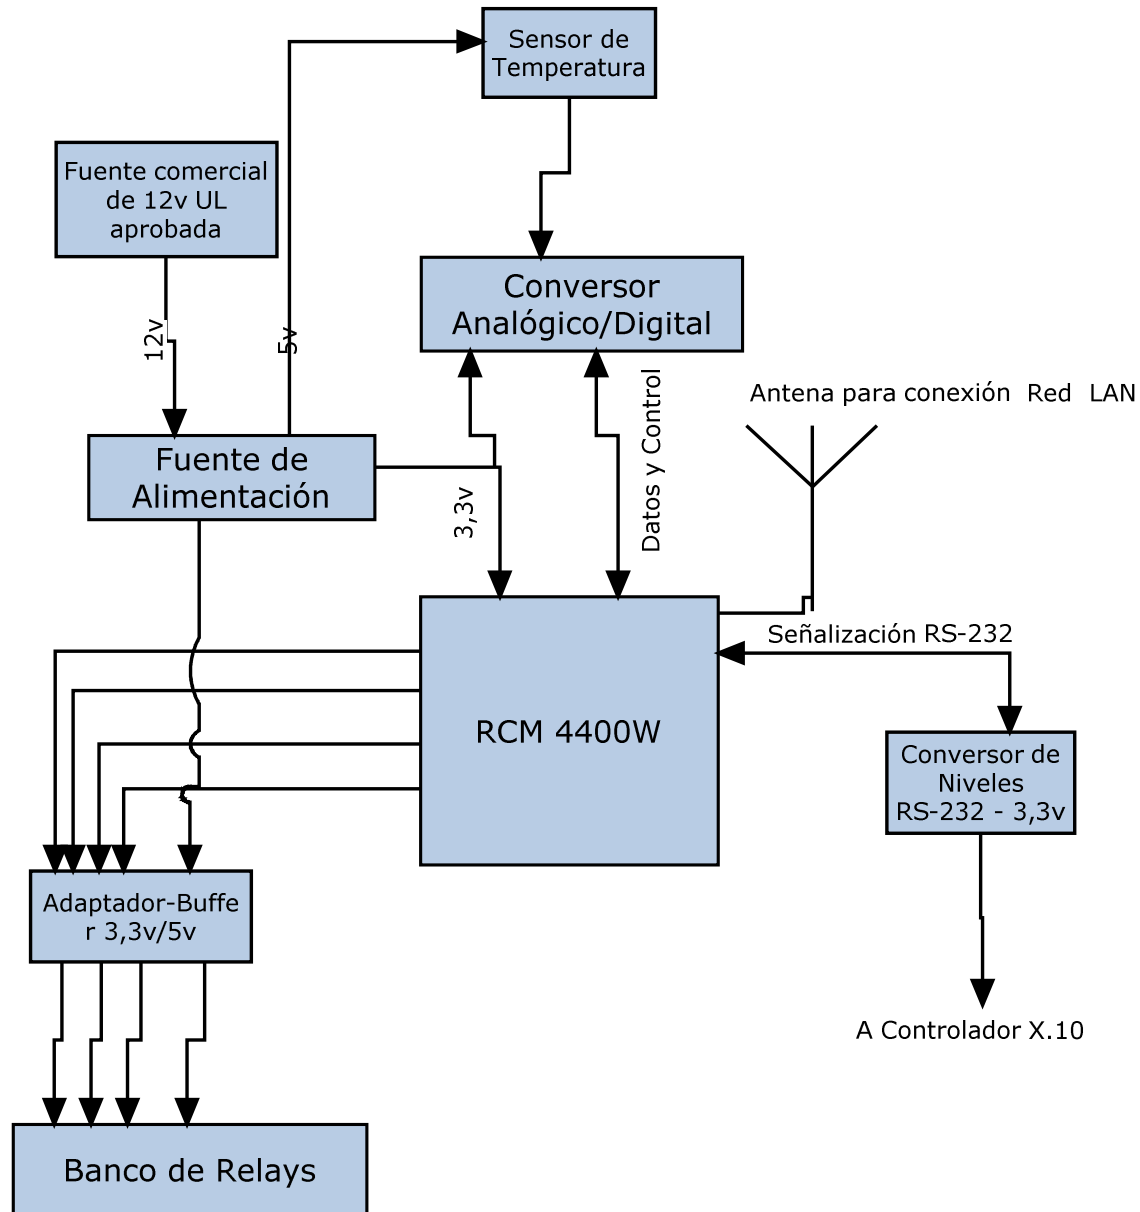 Sensor de
Temperatura
Fuente comercial
de 12v UL
aprobada
Conversor
Analógico/Digital
12v
5v
Antena para conexión Red LAN
Datos y Control
Fuente de
Alimentación
3,3v
Señalización RS-232
RCM 4400W
Conversor de
Niveles
RS-232 - 3,3v
Adaptador-Buffe
r 3,3v/5v
A Controlador X.10
Banco de Relays